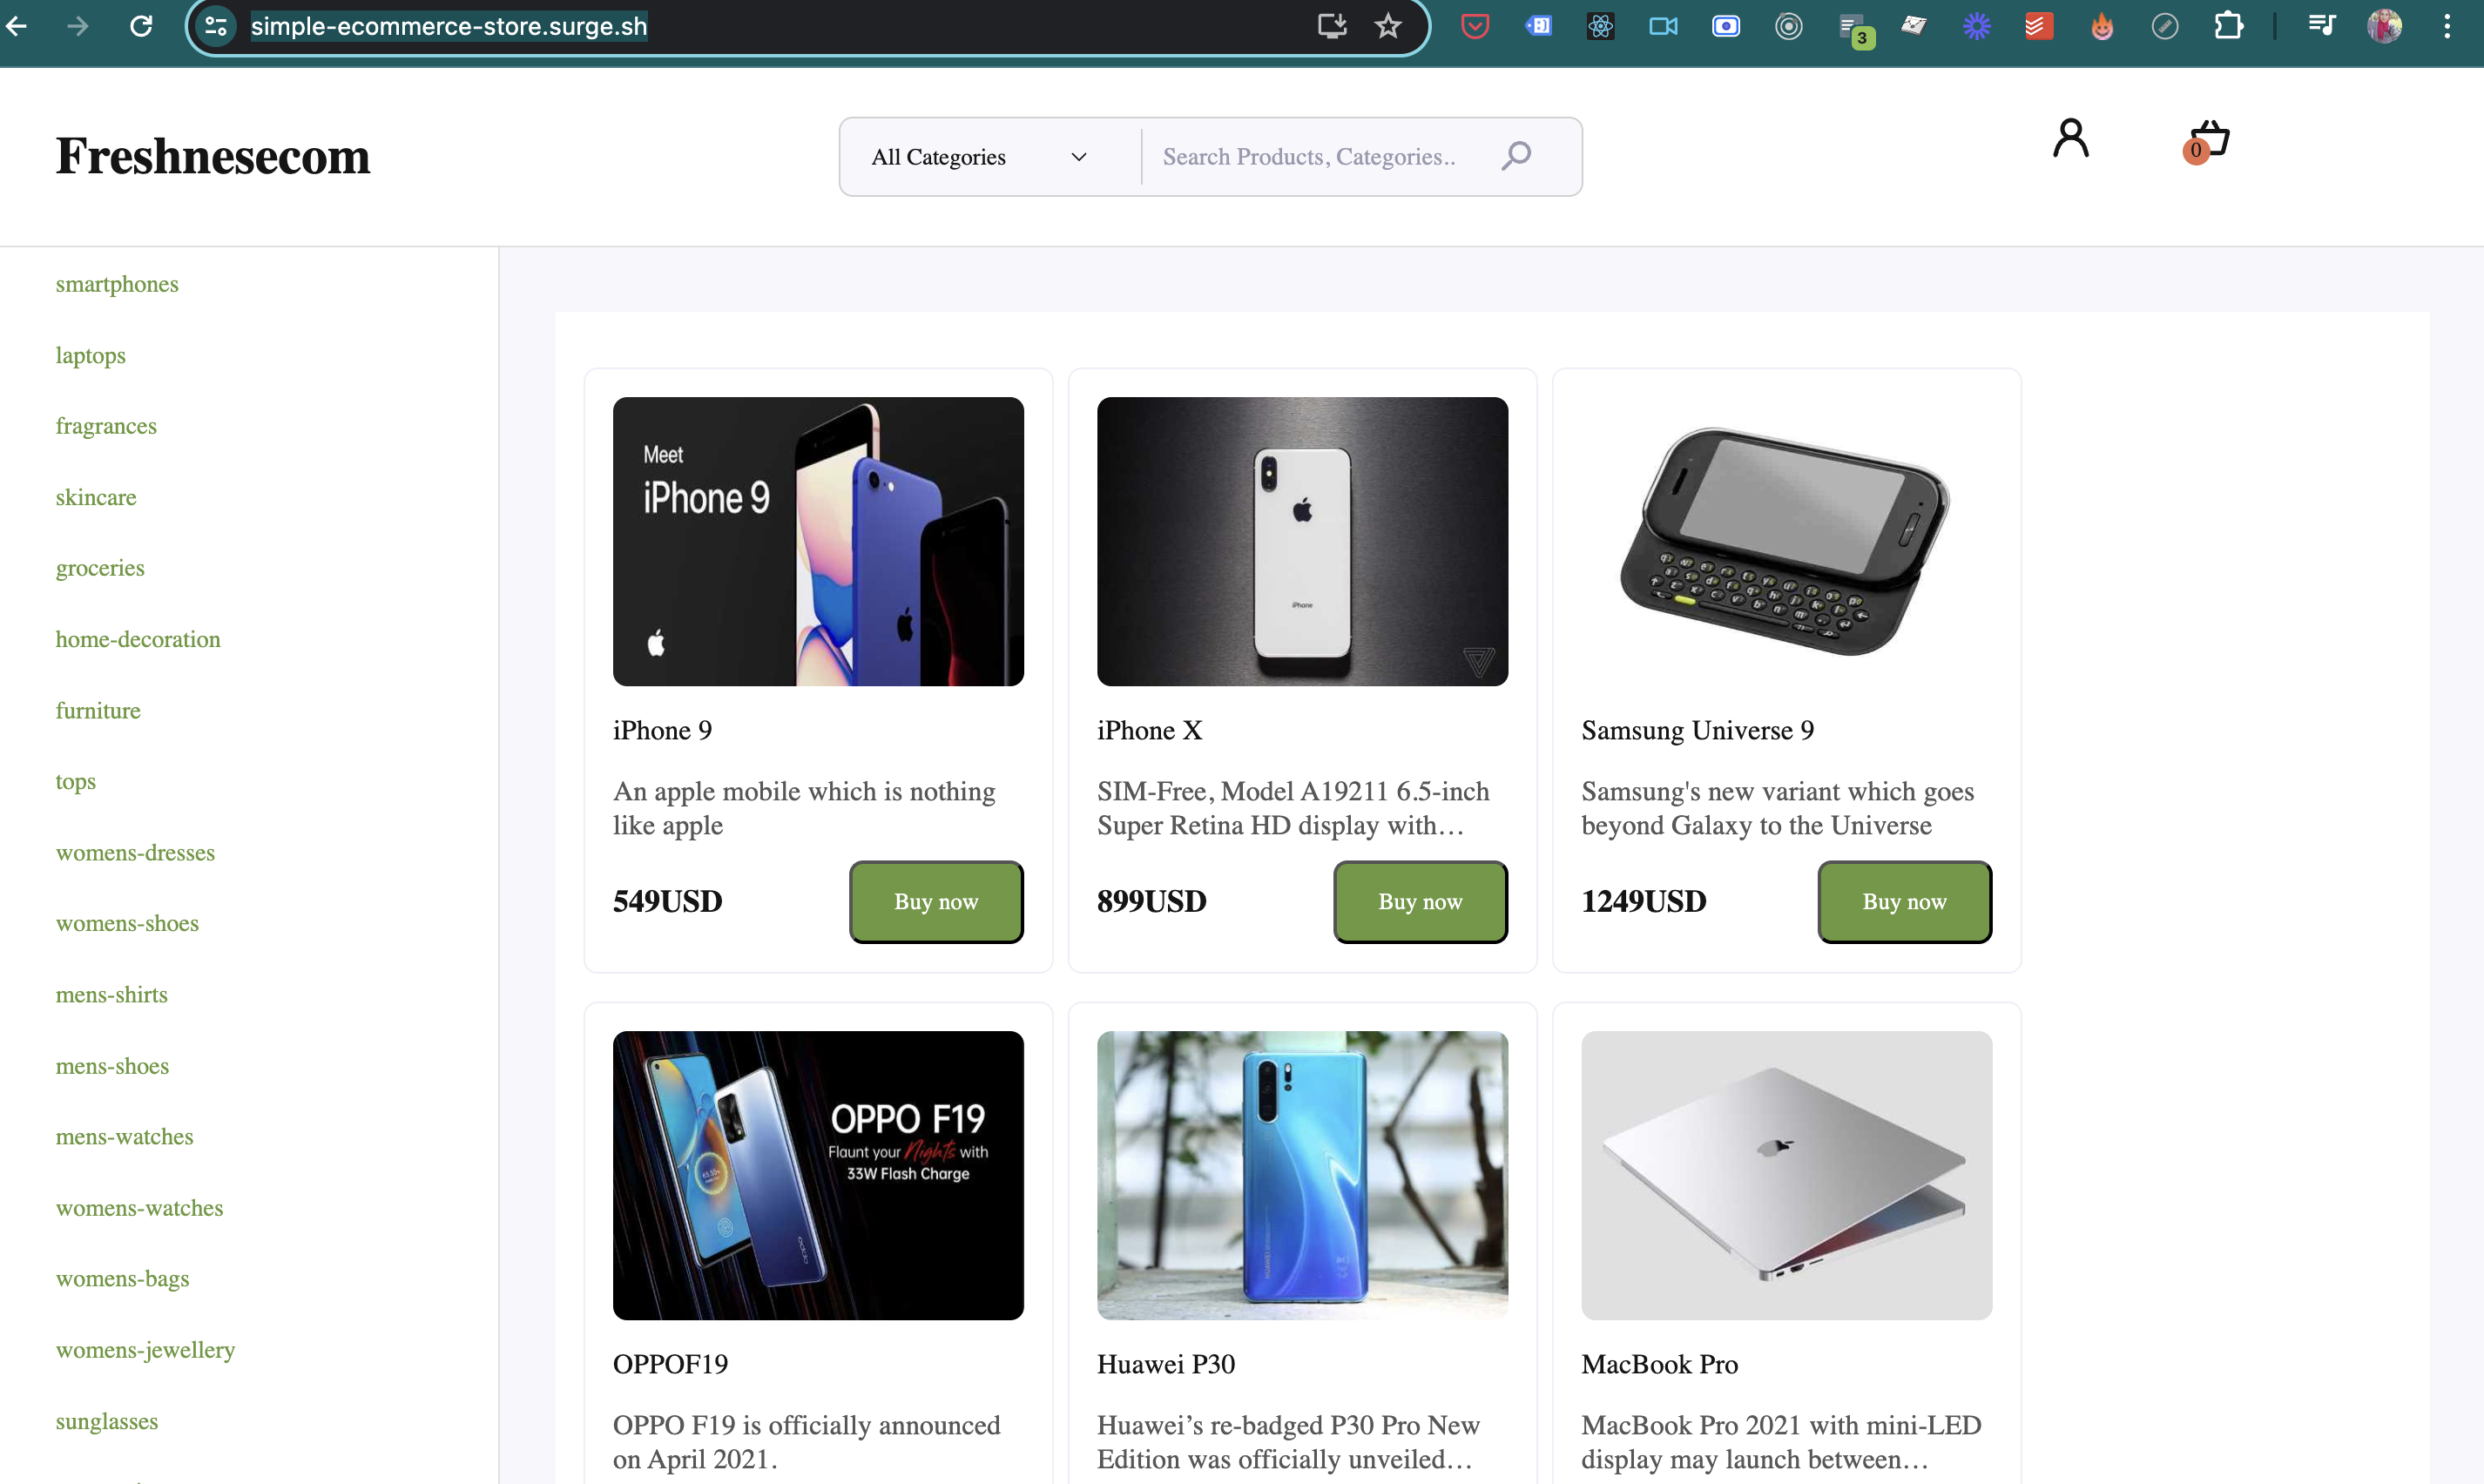 simple-ecommerce-store.surge.sh
3
Freshnesecom
All Categories
Search Products, Categories..
0
smartphones
laptops
fragrances
skincare
groceries
home-decoration
furniture
tops
womens-dresses
womens-shoes
mens-shirts
mens-shoes
mens-watches
womens-watches
womens-bags
womens-jewellery
sunglasses
Meet
iPhone 9
iPhone 9
An apple mobile which is nothing
like apple
549USD
Buy now
iPhone
iPhone X
SIM-Free, Model A19211 6.5-inch
Super Retina HD display with…
899USD
Buy now
Samsung Universe 9
Samsung's new variant which goes
beyond Galaxy to the Universe
1249USD
Buy now
OPPO F19
Flaunt your Nights with
33W Flash Charge
oppo
OPPOF19
OPPO F19 is officially announced
on April 2021.
Huawei P30
Huawei’s re-badged P30 Pro New
Edition was officially unveiled…
MacBook Pro
MacBook Pro 2021 with mini-LED
display may launch between…